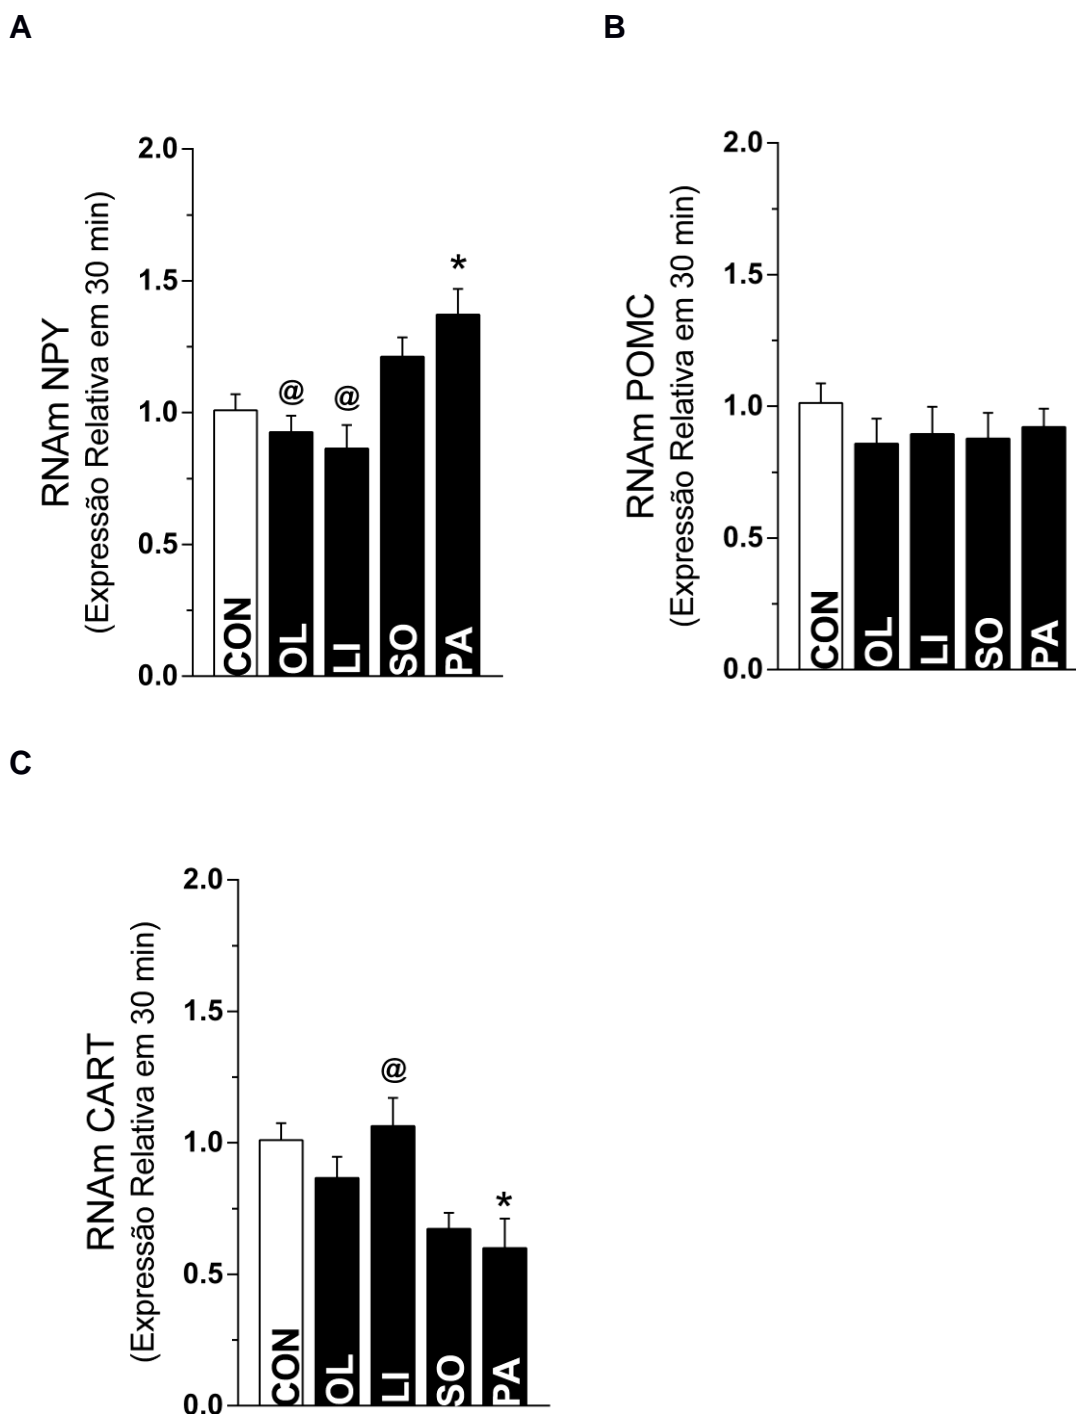 A
RNAm NPY
(Expressão Relativa em 30 min)
2.0
1.5
1.0
0.5
0.0
@
@
*
CON
OL
LI
SO
PA
B
RNAm POMC
(Expressão Relativa em 30 min)
2.0
1.5
1.0
0.5
0.0
CON
OL
LI
SO
PA
C
RNAm CART
(Expressão Relativa em 30 min)
2.0
1.5
1.0
0.5
0.0
@
*
CON
OL
LI
SO
PA